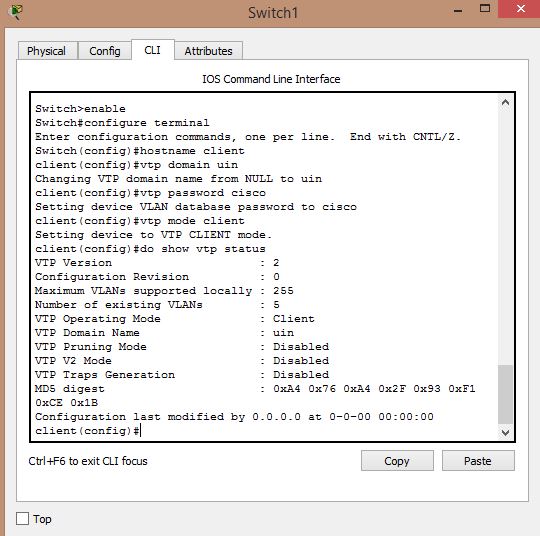 Switch1
Physical Config CLI Attributes
IOS Command Line Interface
Switch>enable
Switch#configure terminal
Enter configuration commands, one per line.  End with CNTL/Z.
Switch(config)#hostname client
client(config)#vtp domain uin
Changing VTP domain name from NULL to uin
client(config)#vtp password cisco
Setting device VLAN database password to cisco
client(config)#vtp mode client
Setting device to VTP CLIENT mode.
client(config)#do show vtp status
VTP Version                     : 2
Configuration Revision          : 0
Maximum VLANs supported locally : 255
Number of existing VLANs        : 5
VTP Operating Mode              : Client
VTP Domain Name                 : uin
VTP Pruning Mode                : Disabled
VTP V2 Mode                     : Disabled
VTP Traps Generation            : Disabled
MD5 digest                      : 0xA4 0x76 0xA4 0x2F 0x93 0xF1
0xCE 0x1B
Configuration last modified by 0.0.0.0 at 0-0-00 00:00:00
client(config)#
Ctrl+F6 to exit CLI focus
Copy Paste
Top